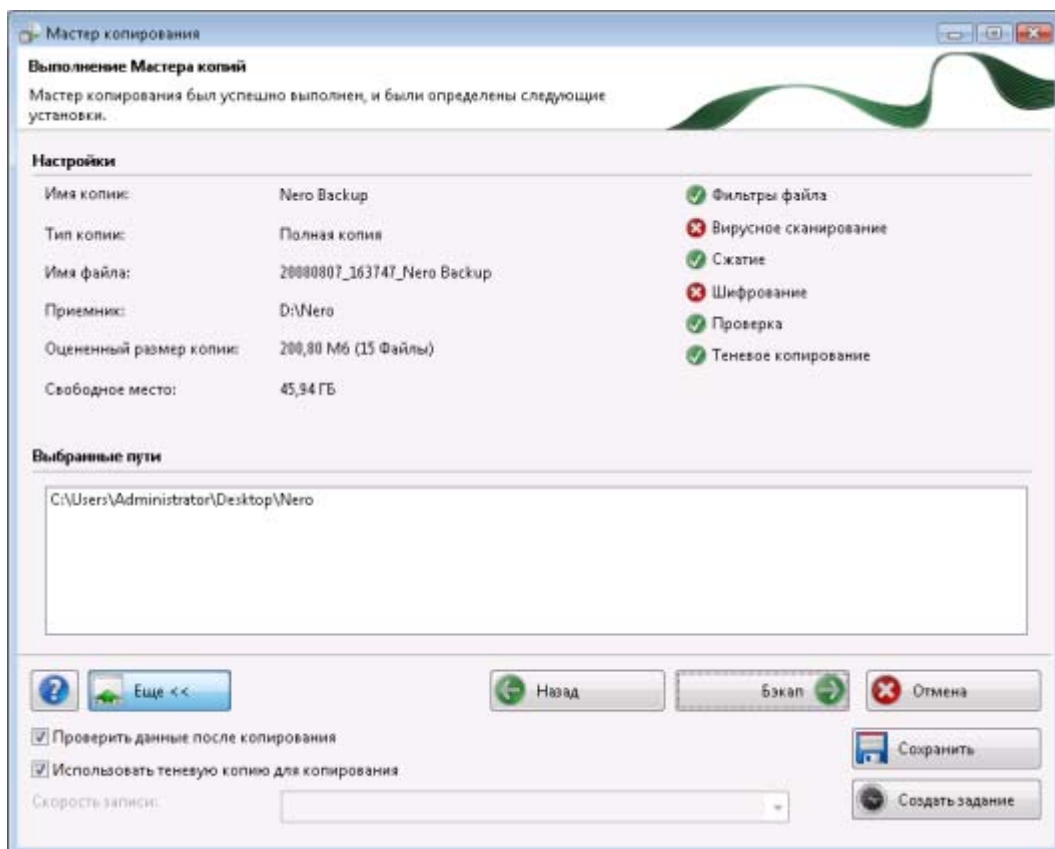 Мастер копирования
Выполнение Мастера копий
Мастер копирования был успешно выполнен, и были определены следующие
установки.
Настройки
Имя копии: Nero Backup
Тип копии: Полная копия
Имя файла: 20080807_163747_Nero Backup
Приемник: D:\Nero
Оцененный размер копии: 200,80 Мб (15 Файлы)
Свободное место: 45,94 ГБ
Фильтры файла
Вирусное сканирование
Сжатие
Шифрование
Проверка
Теневое копирование
Выбранные пути
C:\Users\Administrator\Desktop\Nero
Еще <<
Назад
Бэкап
Отмена
Проверить данные после копирования
Использовать теневую копию для копирования
Скорость записи:
Сохранить
Создать задание